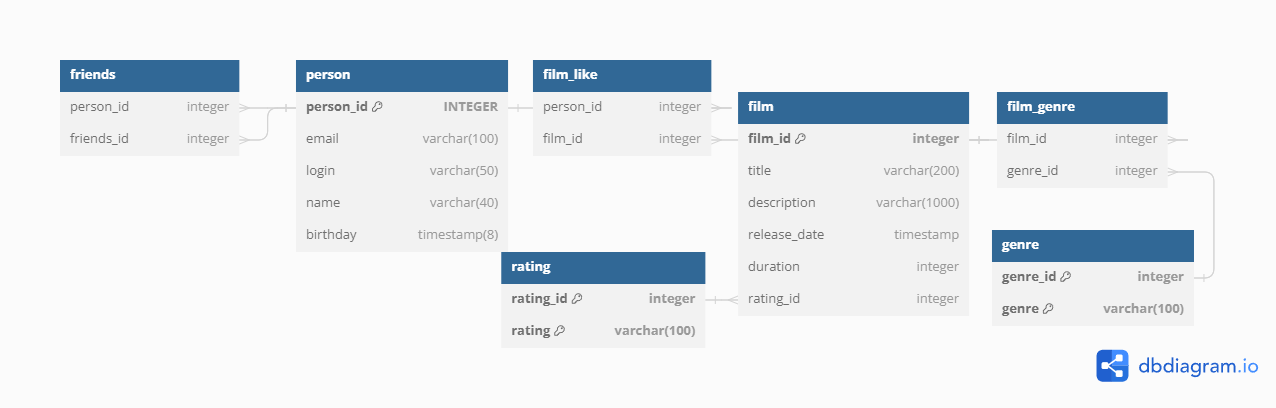 friends
person_id integer
friends_id integer
person
person_id INTEGER
email varchar(100)
login varchar(50)
name varchar(40)
birthday timestamp(8)
film_like
person_id integer
film_id integer
film
film_id integer
title varchar(200)
description varchar(1000)
release_date timestamp
duration integer
rating_id integer
film_genre
film_id integer
genre_id integer
rating
rating_id integer
rating varchar(100)
genre
genre_id integer
genre varchar(100)
dbdiagram.io